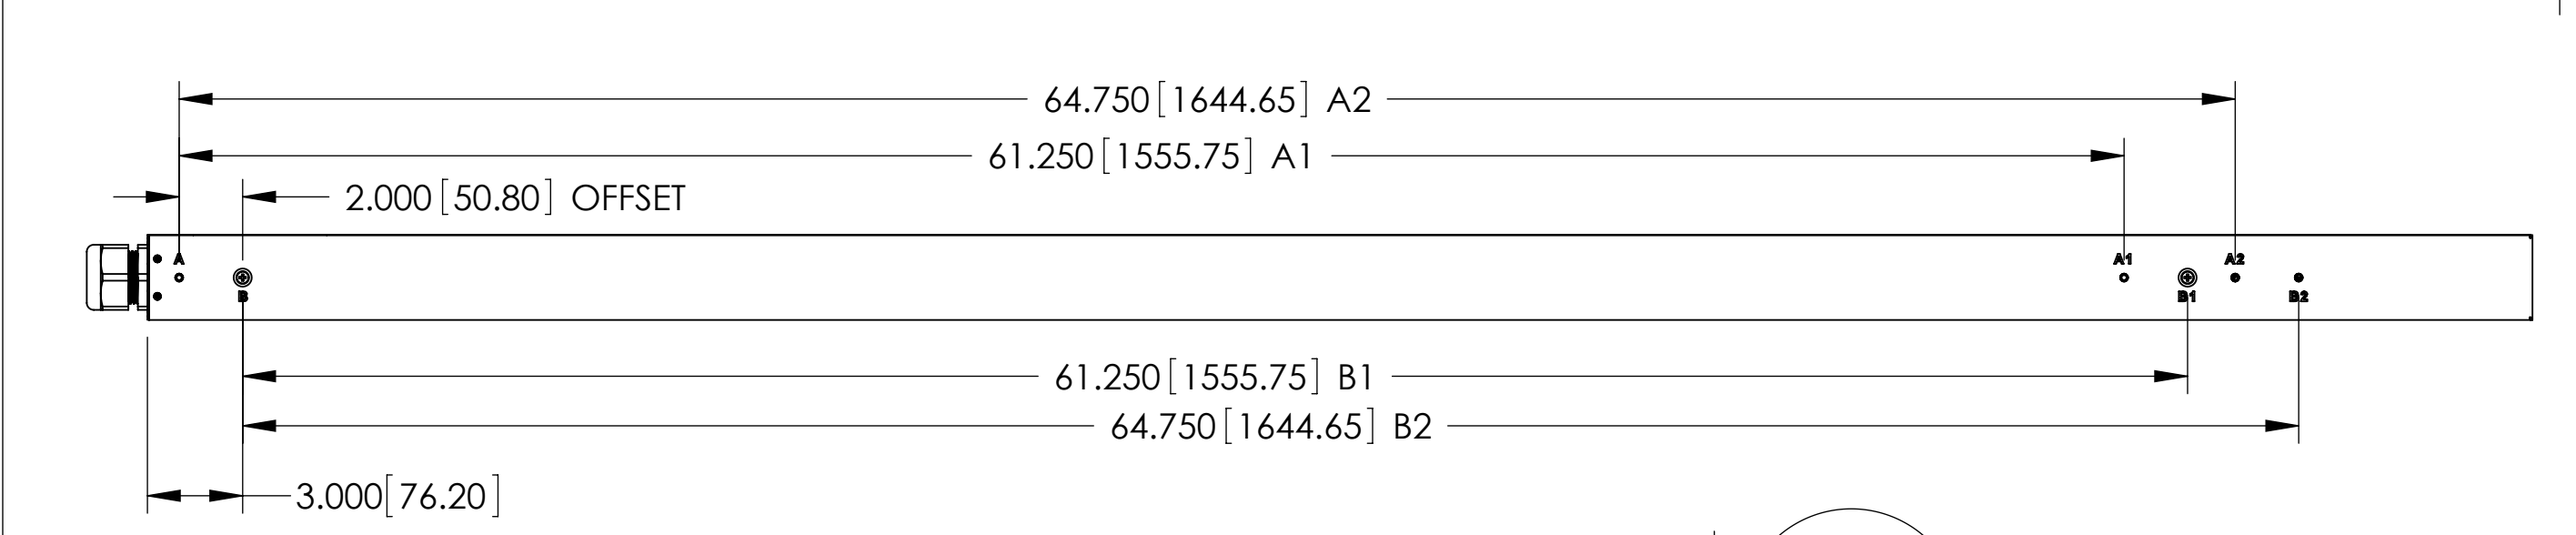 64.750[1644.65] A2
61.250[1555.75] A1
2.000[50.80] OFFSET
A
B
A1
B1
A2
B2
61.250[1555.75] B1
64.750[1644.65] B2
3.000[76.20]